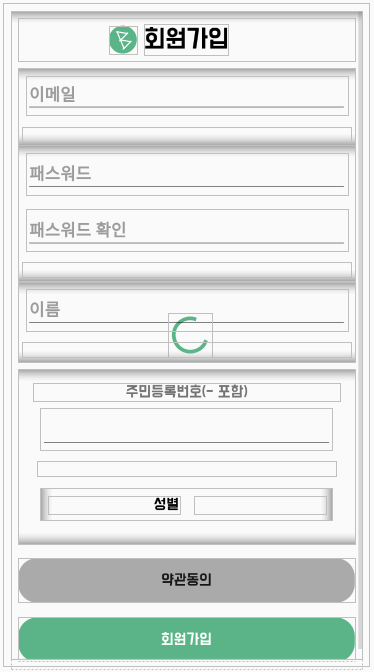 회원가입
이메일
패스워드
패스워드 확인
이름
주민등록번호(- 포함)
성별
약관동의
회원가입